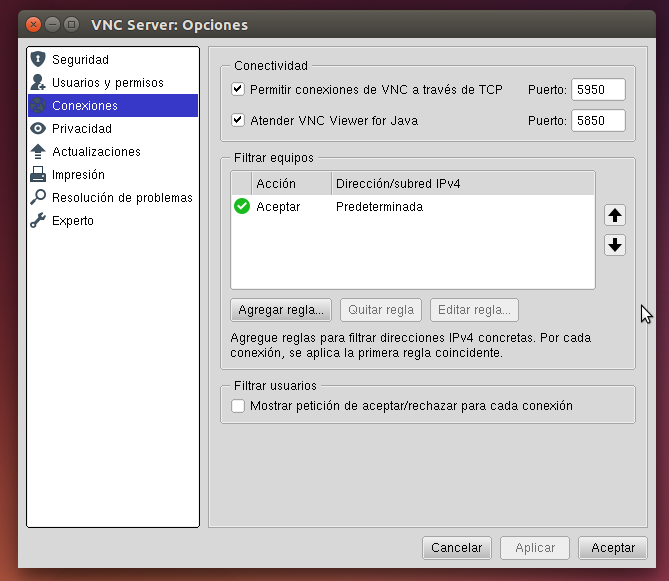 VNC Server: Opciones
Seguridad
Usuarios y permisos
Conexiones
Privacidad
Actualizaciones
Impresión
Resolución de problemas
Experto
Conectividad
Permitir conexiones de VNC a través de TCP Puerto: 5950
Atender VNC Viewer for Java Puerto: 5850
Filtrar equipos
Acción Dirección/subred IPv4
Aceptar Predeterminada
Agregar regla... Quitar regla Editar regla...
Agregue reglas para filtrar direcciones IPv4 concretas. Por cada
conexión, se aplica la primera regla coincidente.
Filtrar usuarios
Mostrar petición de aceptar/rechazar para cada conexión
Cancelar Aplicar Aceptar